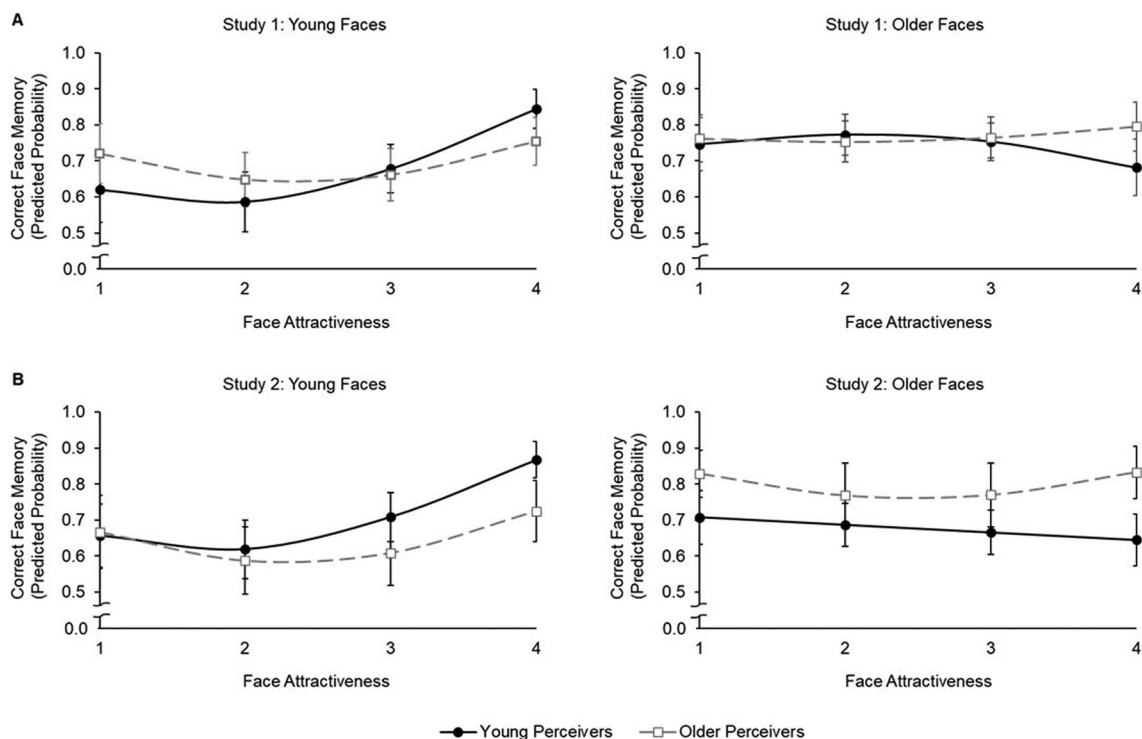 A
Study 1: Young Faces
Correct Face Memory
(Predicted Probability)
1.0
0.9
0.8
0.7
0.6
0.5
0.0
1 2 3 4
Face Attractiveness
Study 1: Older Faces
Correct Face Memory
(Predicted Probability)
1.0
0.9
0.8
0.7
0.6
0.5
0.0
1 2 3 4
Face Attractiveness
B
Study 2: Young Faces
Correct Face Memory
(Predicted Probability)
1.0
0.9
0.8
0.7
0.6
0.5
0.0
1 2 3 4
Face Attractiveness
Study 2: Older Faces
Correct Face Memory
(Predicted Probability)
1.0
0.9
0.8
0.7
0.6
0.5
0.0
1 2 3 4
Face Attractiveness
Young Perceivers Older Perceivers